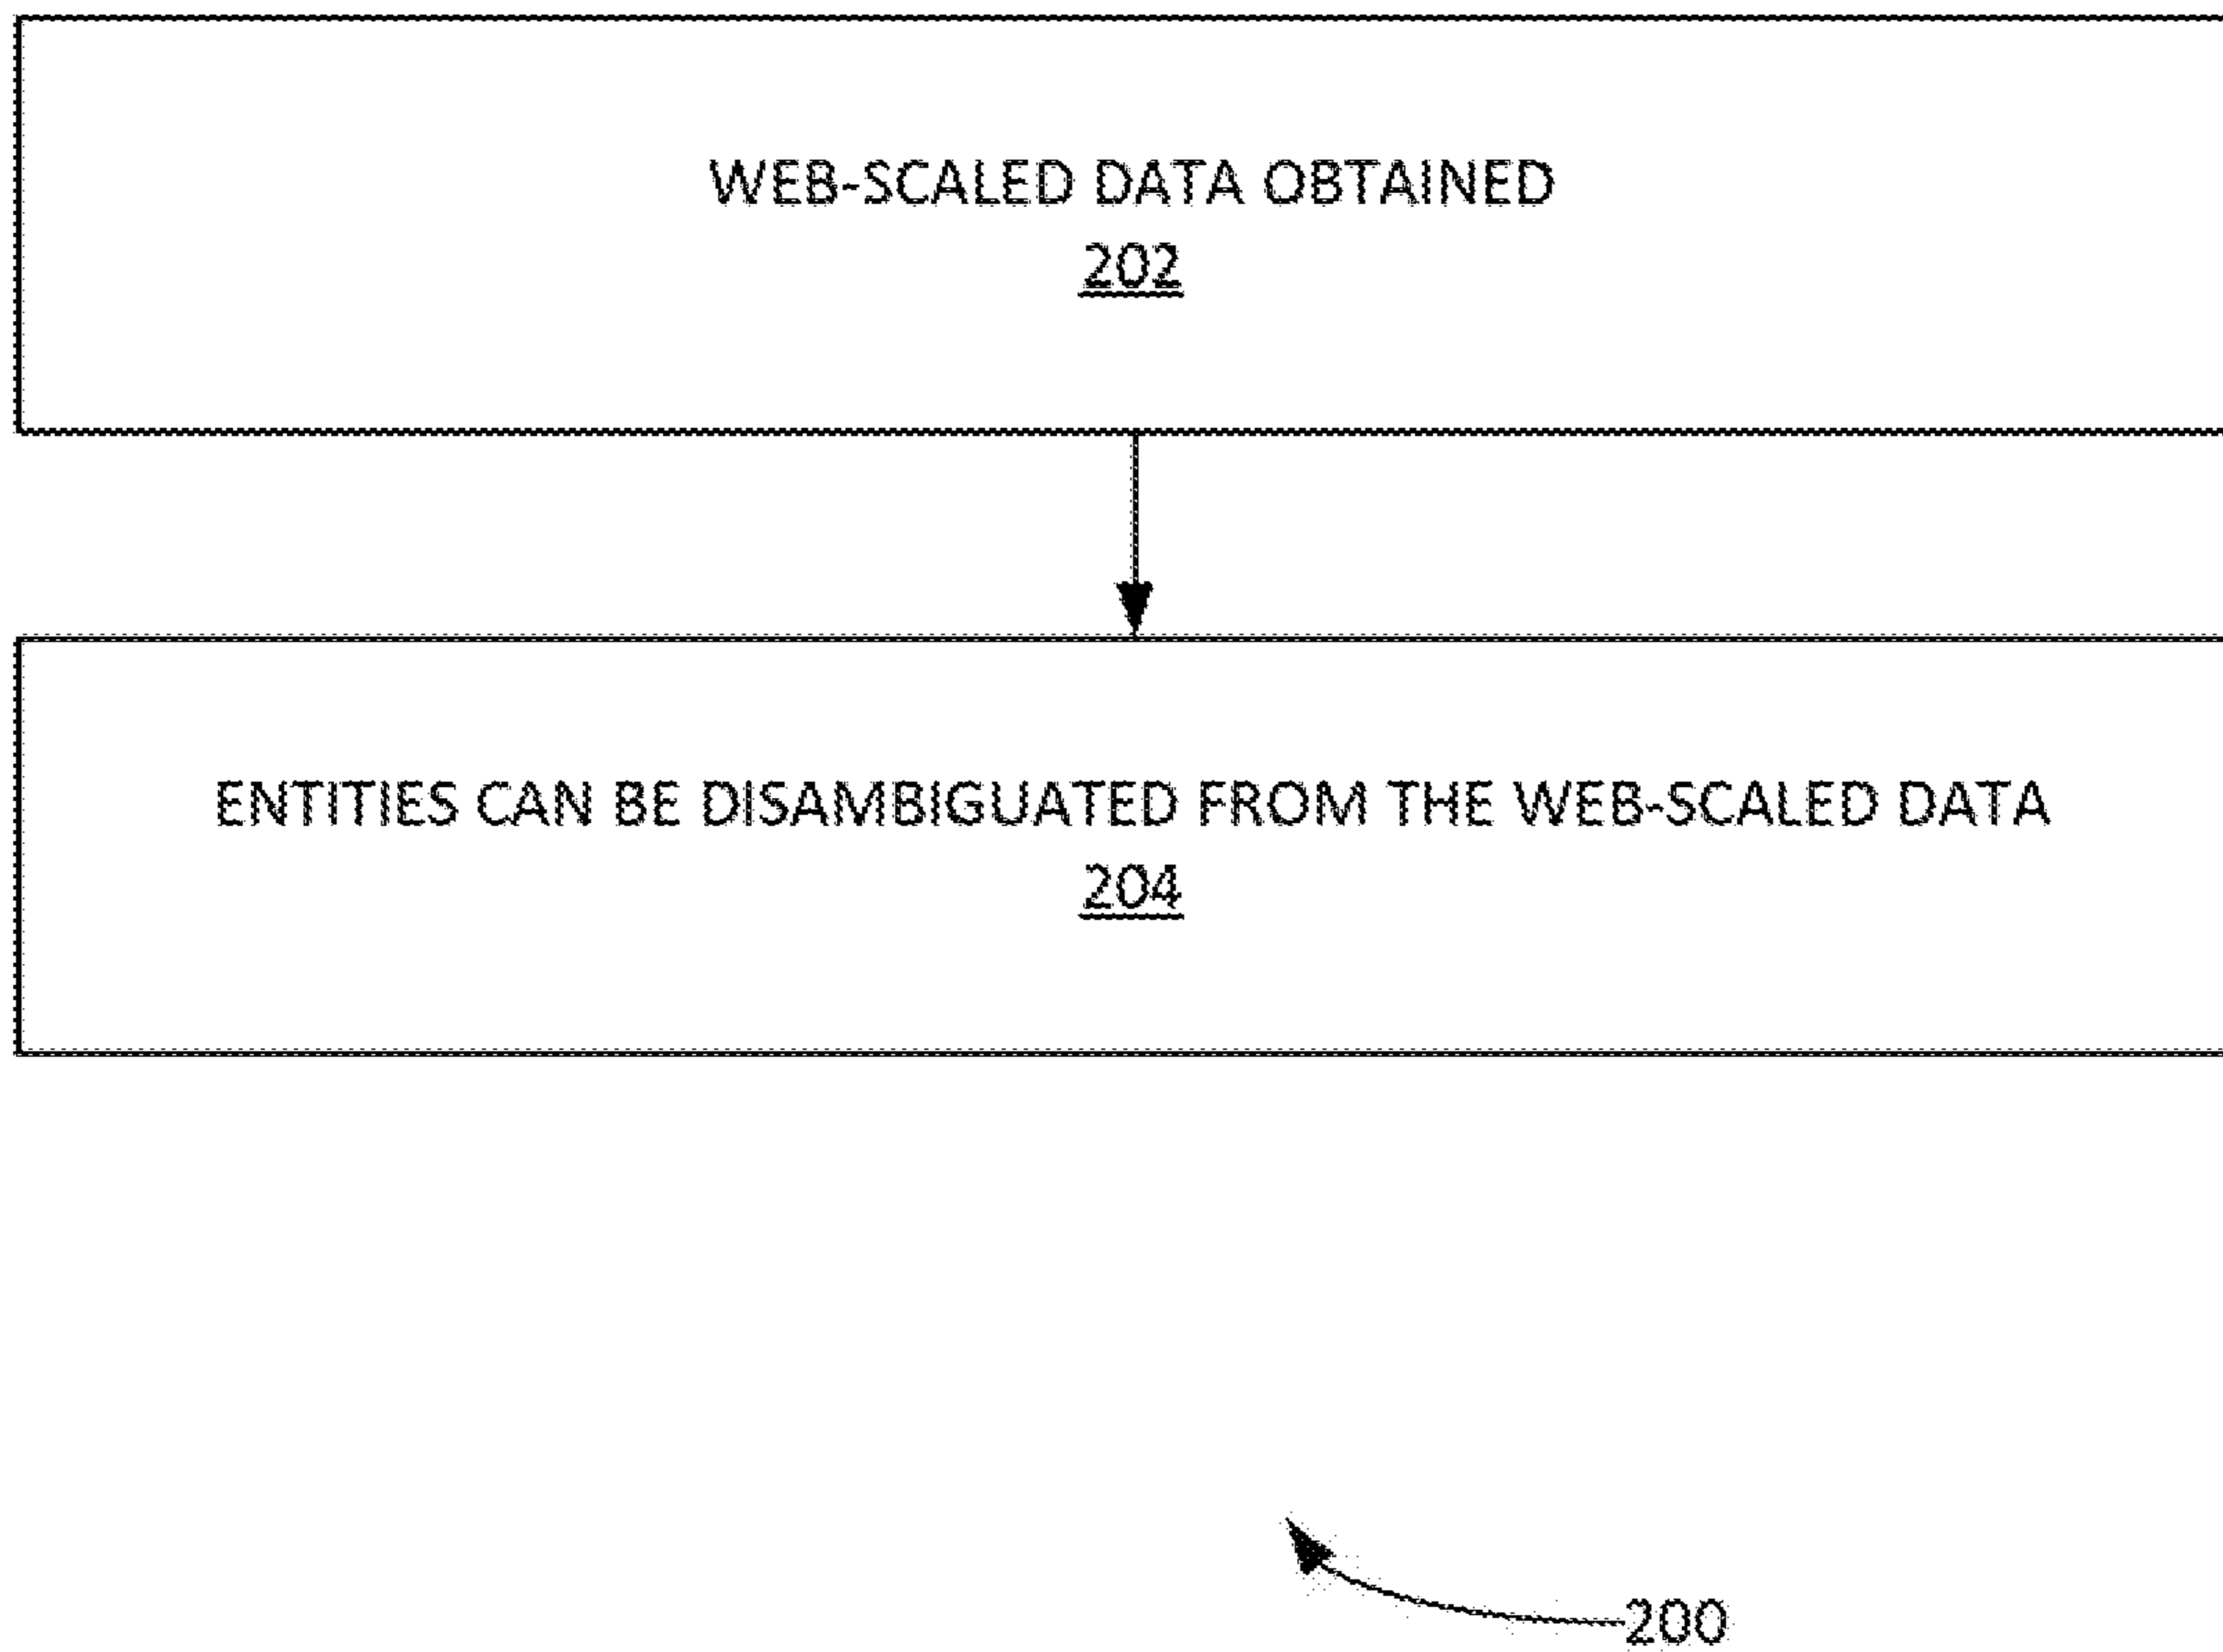 WEB-SCALED DATA OBTAINED
202
ENTITIES CAN BE DISAMBIGUATED FROM THE WEB-SCALED DATA
204
200